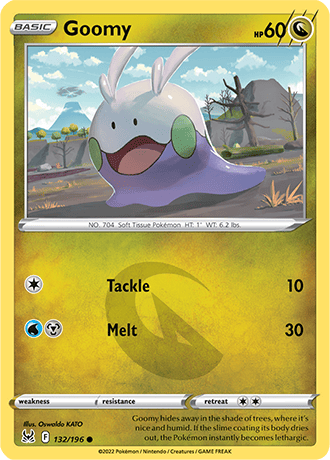 BASIC Goomy HP60
NO. 704 Soft Tissue Pokémon HT: 1' WT: 6.2 lbs.
Tackle 10
Melt 30
weakness resistance retreat
Illus. Oswaldo KATO
F 132/196
Goomy hides away in the shade of trees, where it's
nice and humid. If the slime coating its body dries
out, the Pokémon instantly becomes lethargic.
©2022 Pokémon / Nintendo / Creatures / GAME FREAK